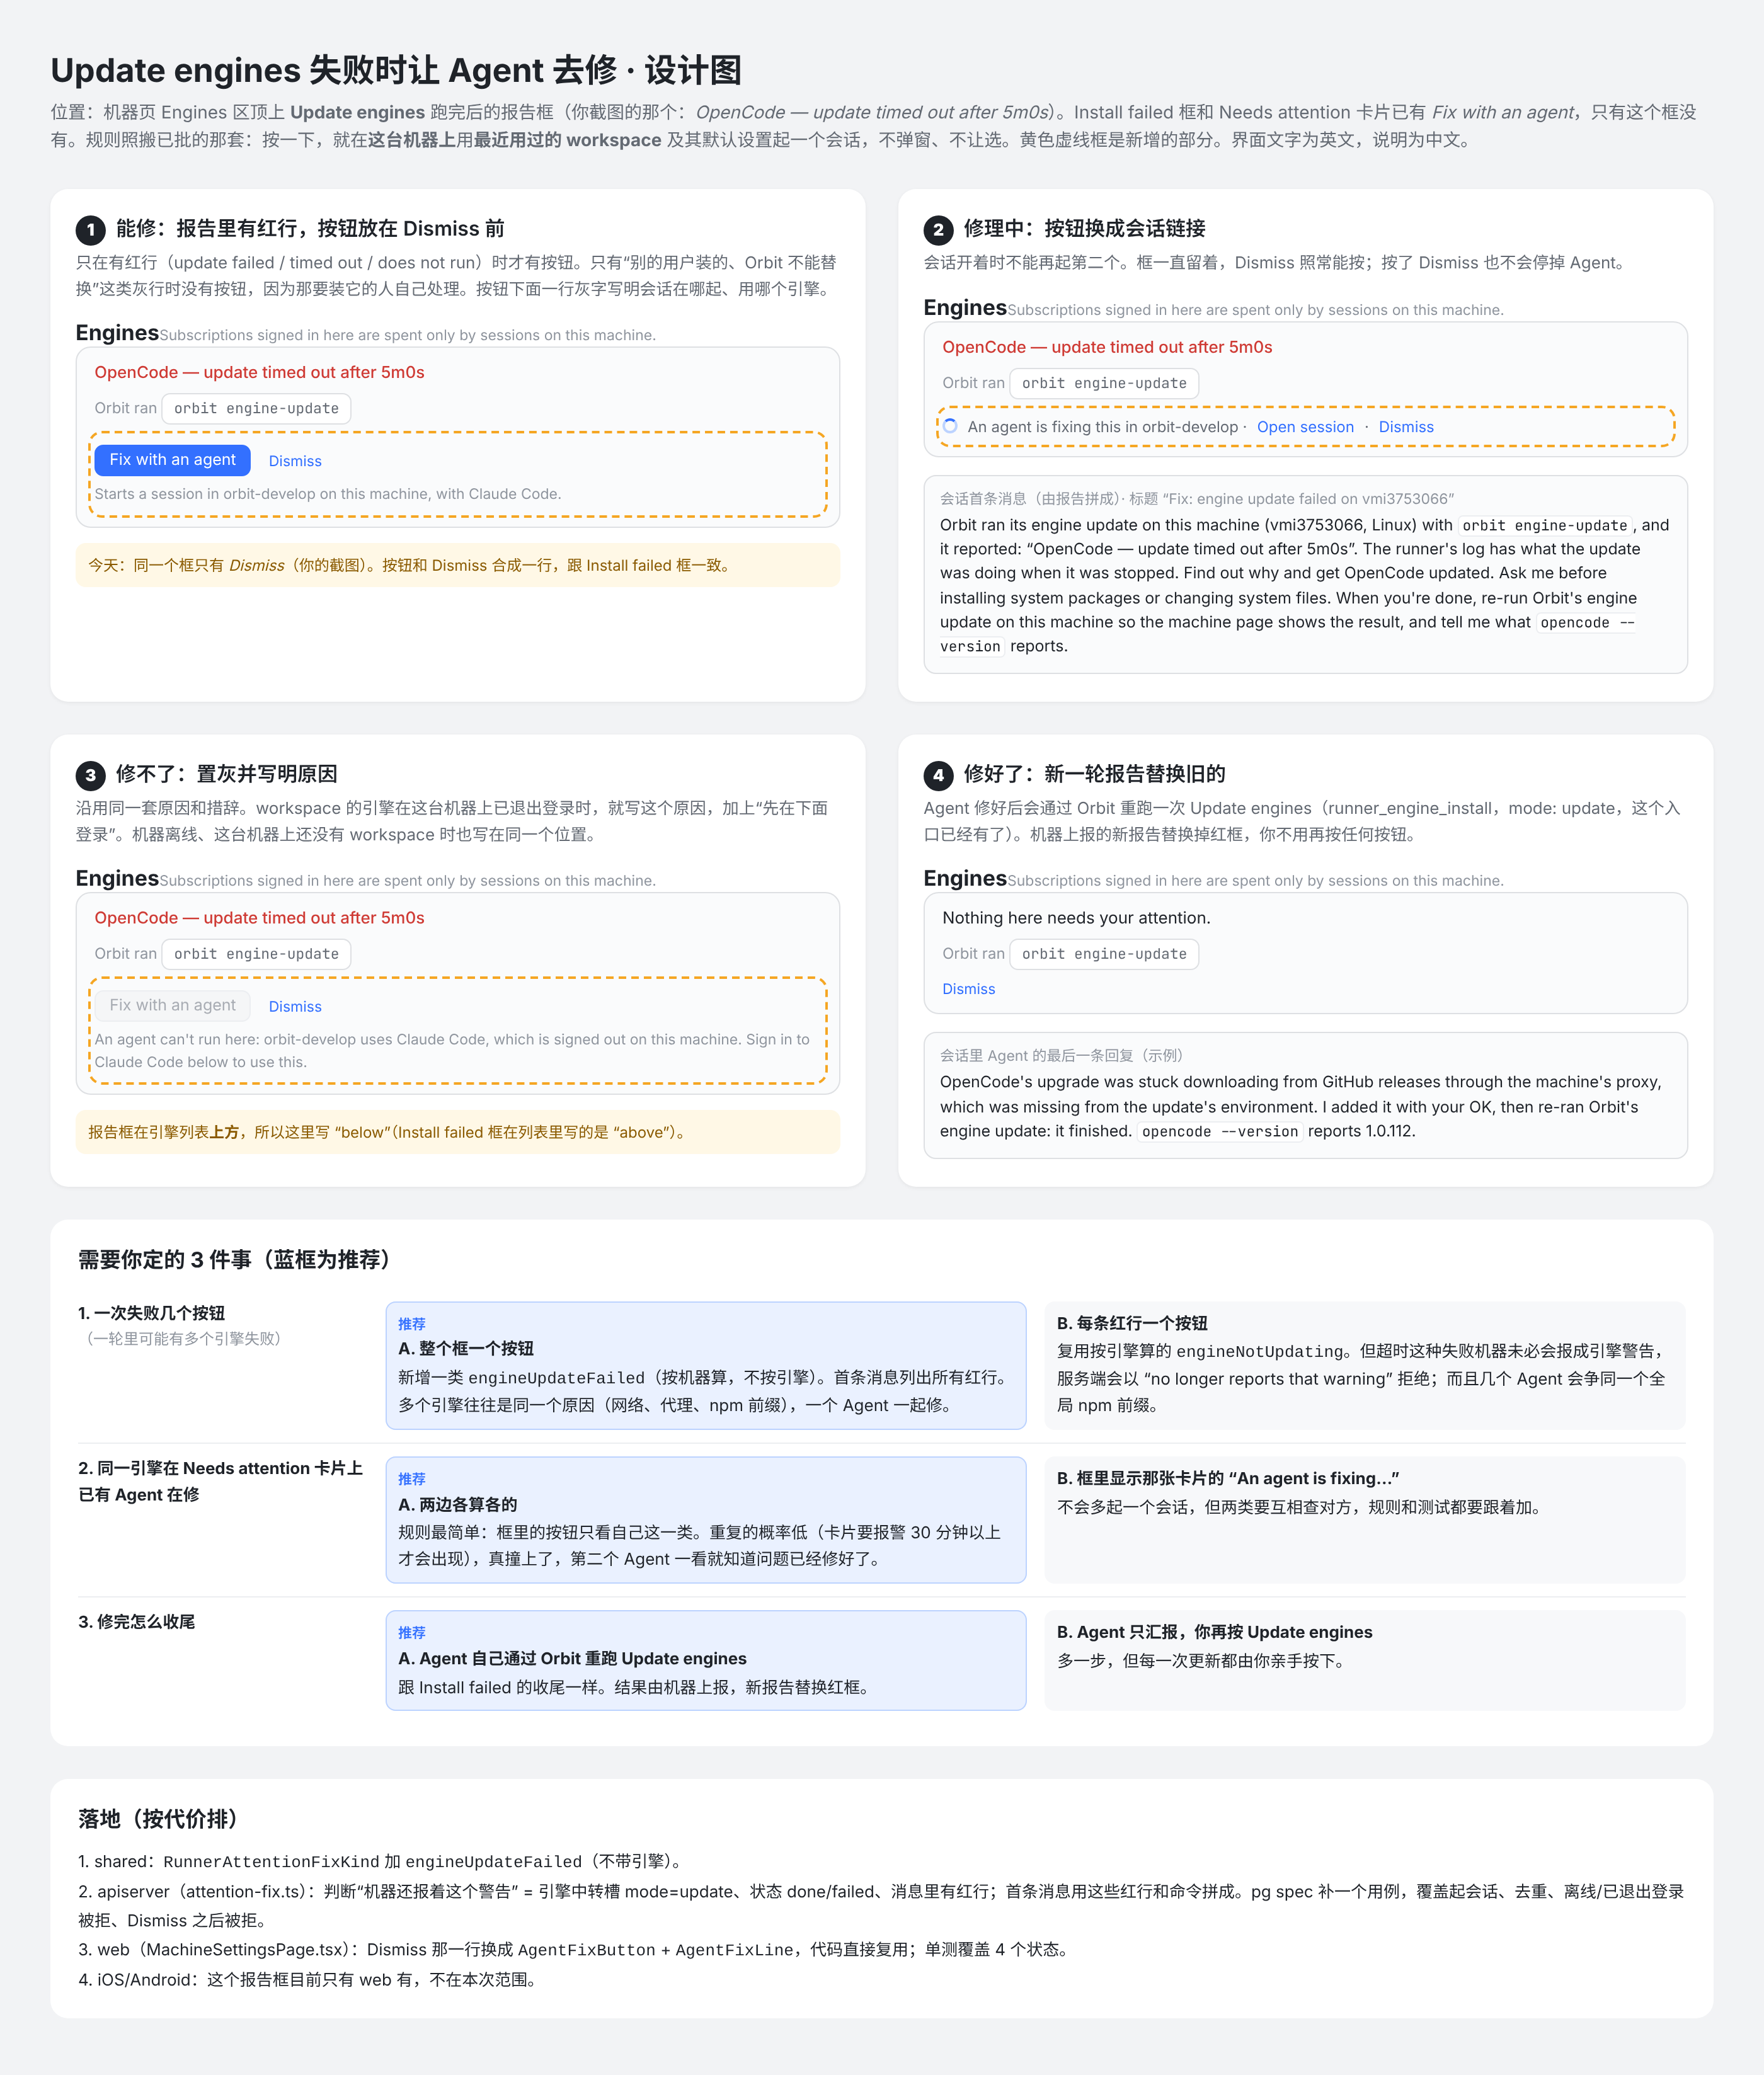 Update engines 失败时让 Agent 去修 · 设计图
位置：机器页 Engines 区顶上 Update engines 跑完后的报告框（你截图的那个：OpenCode — update timed out after 5m0s）。Install failed 框和 Needs attention 卡片已有 Fix with an agent，只有这个框没
有。规则照搬已批的那套：按一下，就在这台机器上用最近用过的 workspace 及其默认设置起一个会话，不弹窗、不让选。黄色虚线框是新增的部分。界面文字为英文，说明为中文。
1 能修：报告里有红行，按钮放在 Dismiss 前
只在有红行（update failed / timed out / does not run）时才有按钮。只有“别的用户装的、Orbit 不能替
换”这类灰行时没有按钮，因为那要装它的人自己处理。按钮下面一行灰字写明会话在哪起、用哪个引擎。
Engines Subscriptions signed in here are spent only by sessions on this machine.
OpenCode — update timed out after 5m0s
Orbit ran orbit engine-update
Fix with an agent Dismiss
Starts a session in orbit-develop on this machine, with Claude Code.
今天：同一个框只有 Dismiss（你的截图）。按钮和 Dismiss 合成一行，跟 Install failed 框一致。
2 修理中：按钮换成会话链接
会话开着时不能再起第二个。框一直留着，Dismiss 照常能按；按了 Dismiss 也不会停掉 Agent。
Engines Subscriptions signed in here are spent only by sessions on this machine.
OpenCode — update timed out after 5m0s
Orbit ran orbit engine-update
An agent is fixing this in orbit-develop · Open session · Dismiss
会话首条消息（由报告拼成）· 标题 “Fix: engine update failed on vmi3753066”
Orbit ran its engine update on this machine (vmi3753066, Linux) with orbit engine-update, and
it reported: “OpenCode — update timed out after 5m0s”. The runner's log has what the update
was doing when it was stopped. Find out why and get OpenCode updated. Ask me before
installing system packages or changing system files. When you're done, re-run Orbit's engine
update on this machine so the machine page shows the result, and tell me what opencode --
version reports.
3 修不了：置灰并写明原因
沿用同一套原因和措辞。workspace 的引擎在这台机器上已退出登录时，就写这个原因，加上“先在下面
登录”。机器离线、这台机器上还没有 workspace 时也写在同一个位置。
Engines Subscriptions signed in here are spent only by sessions on this machine.
OpenCode — update timed out after 5m0s
Orbit ran orbit engine-update
Fix with an agent Dismiss
An agent can't run here: orbit-develop uses Claude Code, which is signed out on this machine. Sign in to
Claude Code below to use this.
报告框在引擎列表上方，所以这里写 “below”（Install failed 框在列表里写的是 “above”）。
4 修好了：新一轮报告替换旧的
Agent 修好后会通过 Orbit 重跑一次 Update engines（runner_engine_install，mode: update，这个入
口已经有了）。机器上报的新报告替换掉红框，你不用再按任何按钮。
Engines Subscriptions signed in here are spent only by sessions on this machine.
Nothing here needs your attention.
Orbit ran orbit engine-update
Dismiss
会话里 Agent 的最后一条回复（示例）
OpenCode's upgrade was stuck downloading from GitHub releases through the machine's proxy,
which was missing from the update's environment. I added it with your OK, then re-ran Orbit's
engine update: it finished. opencode --version reports 1.0.112.
需要你定的 3 件事（蓝框为推荐）
1. 一次失败几个按钮
（一轮里可能有多个引擎失败）
推荐
A. 整个框一个按钮
新增一类 engineUpdateFailed（按机器算，不按引擎）。首条消息列出所有红行。
多个引擎往往是同一个原因（网络、代理、npm 前缀），一个 Agent 一起修。
B. 每条红行一个按钮
复用按引擎算的 engineNotUpdating。但超时这种失败机器未必会报成引擎警告，
服务端会以 “no longer reports that warning” 拒绝；而且几个 Agent 会争同一个全
局 npm 前缀。
2. 同一引擎在 Needs attention 卡片上
已有 Agent 在修
推荐
A. 两边各算各的
规则最简单：框里的按钮只看自己这一类。重复的概率低（卡片要报警 30 分钟以上
才会出现），真撞上了，第二个 Agent 一看就知道问题已经修好了。
B. 框里显示那张卡片的 “An agent is fixing…”
不会多起一个会话，但两类要互相查对方，规则和测试都要跟着加。
3. 修完怎么收尾
推荐
A. Agent 自己通过 Orbit 重跑 Update engines
跟 Install failed 的收尾一样。结果由机器上报，新报告替换红框。
B. Agent 只汇报，你再按 Update engines
多一步，但每一次更新都由你亲手按下。
落地（按代价排）
1. shared：RunnerAttentionFixKind 加 engineUpdateFailed（不带引擎）。
2. apiserver（attention-fix.ts）：判断“机器还报着这个警告” = 引擎中转槽 mode=update、状态 done/failed、消息里有红行；首条消息用这些红行和命令拼成。pg spec 补一个用例，覆盖起会话、去重、离线/已退出登录
被拒、Dismiss 之后被拒。
3. web（MachineSettingsPage.tsx）：Dismiss 那一行换成 AgentFixButton + AgentFixLine，代码直接复用；单测覆盖 4 个状态。
4. iOS/Android：这个报告框目前只有 web 有，不在本次范围。